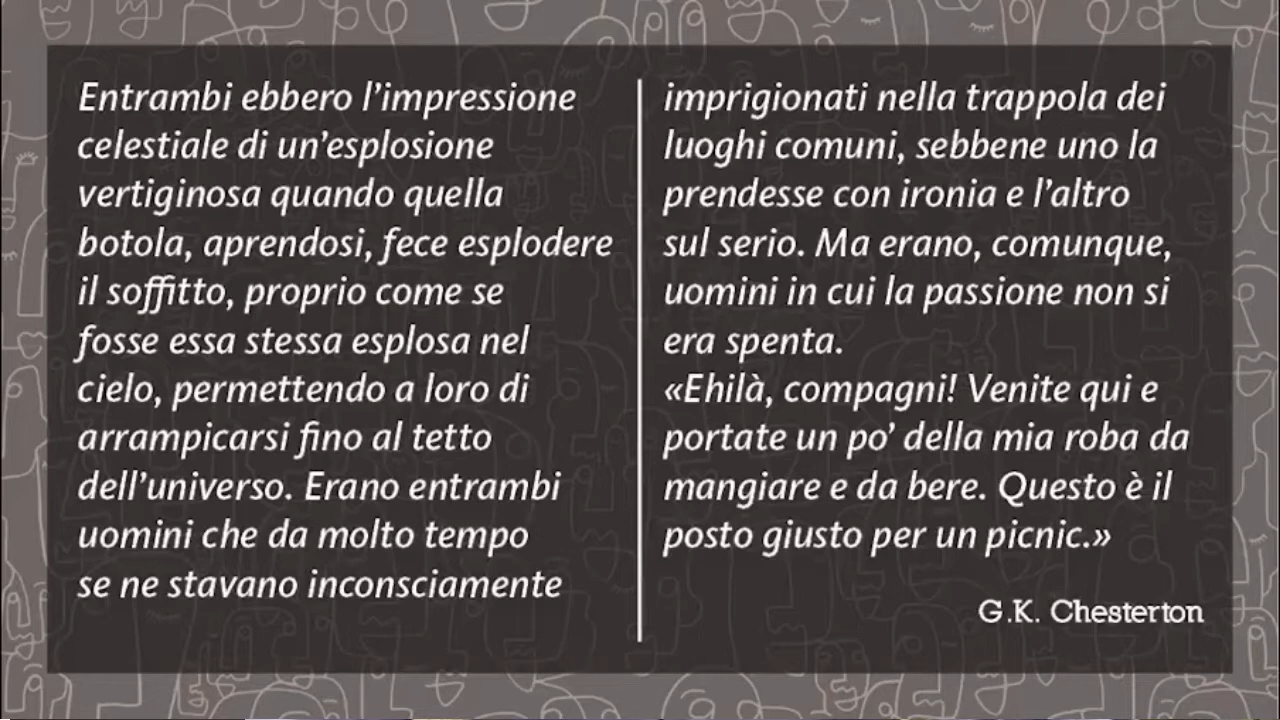 Entrambi ebbero l’impressione
celestiale di un’esplosione
vertiginosa quando quella
botola, aprendosi, fece esplodere
il soffitto, proprio come se
fosse essa stessa esplosa nel
cielo, permettendo a loro di
arrampicarsi fino al tetto
dell’universo. Erano entrambi
uomini che da molto tempo
se ne stavano inconsciamente
imprigionati nella trappola dei
luoghi comuni, sebbene uno la
prendesse con ironia e l’altro
sul serio. Ma erano, comunque,
uomini in cui la passione non si
era spenta.
«Ehilà, compagni! Venite qui e
portate un po’ della mia roba da
mangiare e da bere. Questo è il
posto giusto per un picnic.»
G.K. Chesterton